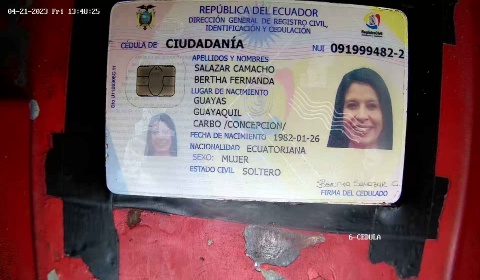 04-21-2023 Fri 13:40:25
REPÚBLICA DEL ECUADOR
DIRECCIÓN GENERAL DE REGISTRO CIVIL,
IDENTIFICACIÓN Y CEDULACIÓN
CÉDULA DE CIUDADANÍA
NUI 091999482-2
APELLIDOS Y NOMBRES
SALAZAR CAMACHO
BERTHA FERNANDA
LUGAR DE NACIMIENTO
GUAYAS
GUAYAQUIL
CARBO /CONCEPCION/
FECHA DE NACIMIENTO 1982-01-26
NACIONALIDAD ECUATORIANA
SEXO: MUJER
ESTADO CIVIL SOLTERO
FIRMA DEL CEDULADO
6-CEDULA